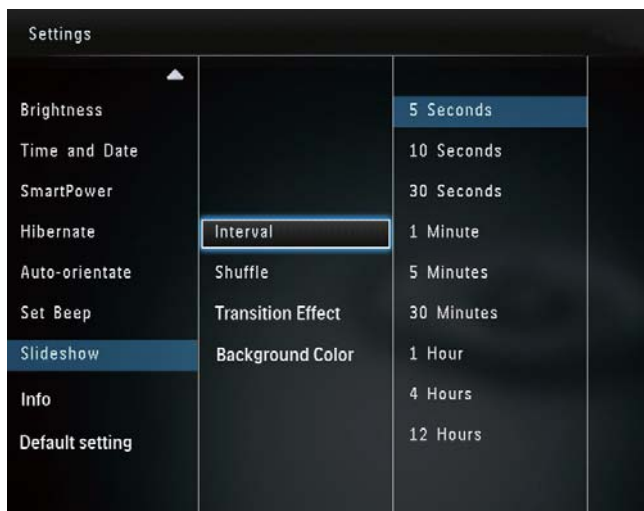 Settings
Brightness
Time and Date
SmartPower
Hibernate
Auto-orientate
Set Beep
Slideshow
Info
Default setting
Interval
Shuffle
Transition Effect
Background Color
5 Seconds
10 Seconds
30 Seconds
1 Minute
5 Minutes
30 Minutes
1 Hour
4 Hours
12 Hours